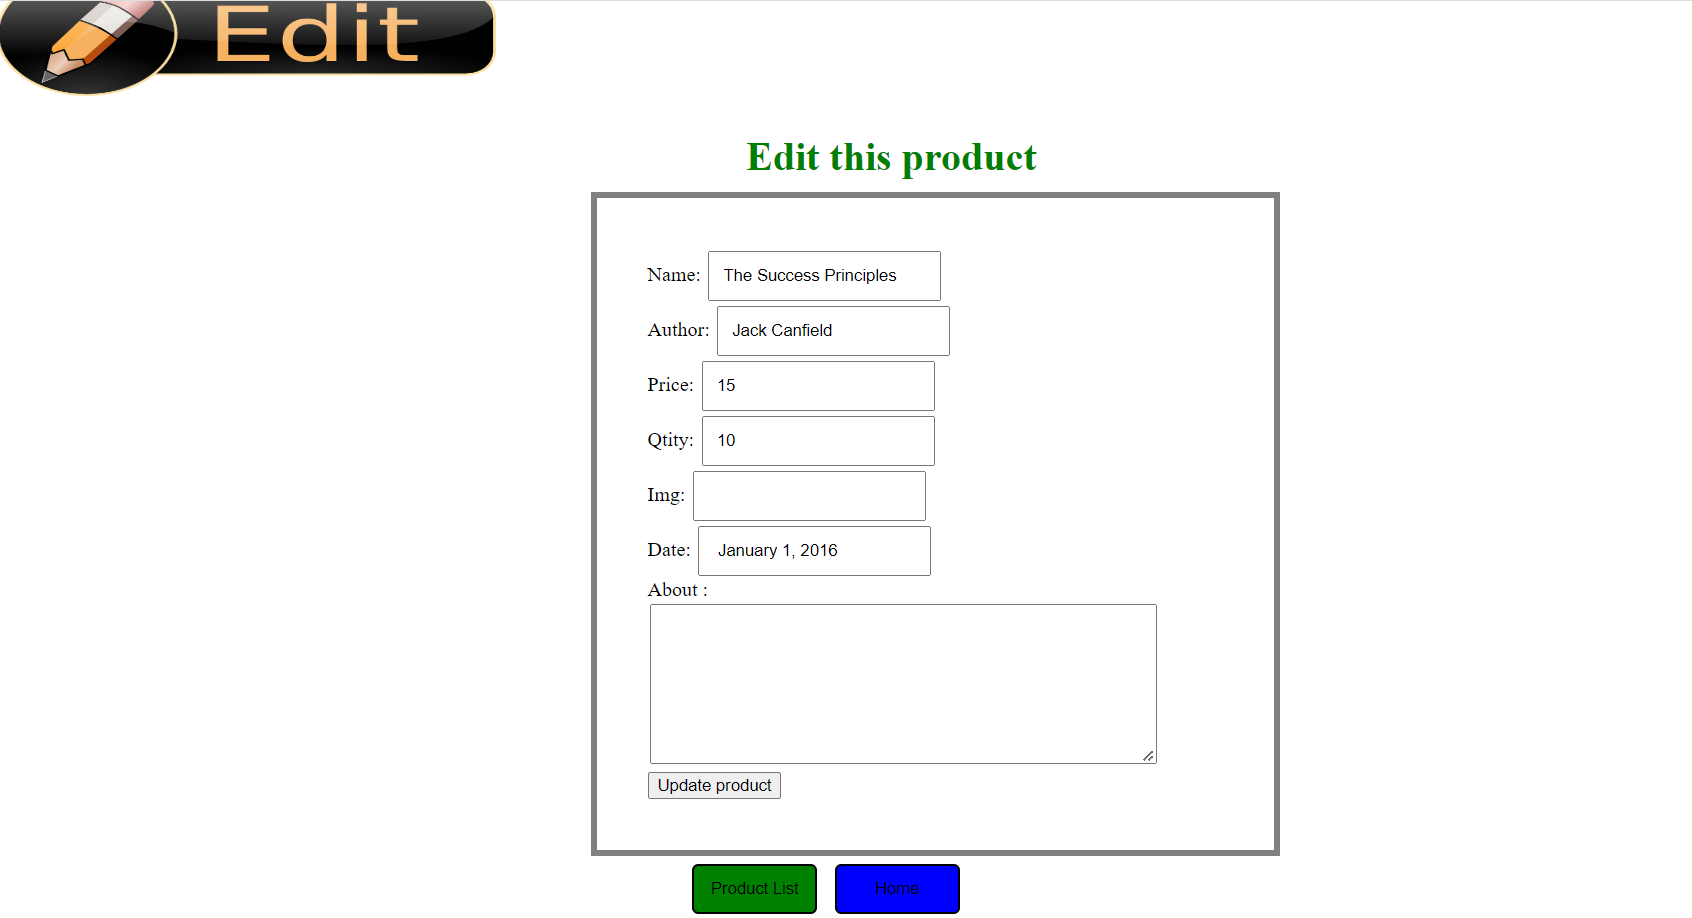 Edit
Edit this product
Name: The Success Principles
Author: Jack Canfield
Price: 15
Qtity: 10
Img:
Date: January 1, 2016
About :
Update product
Product List Home